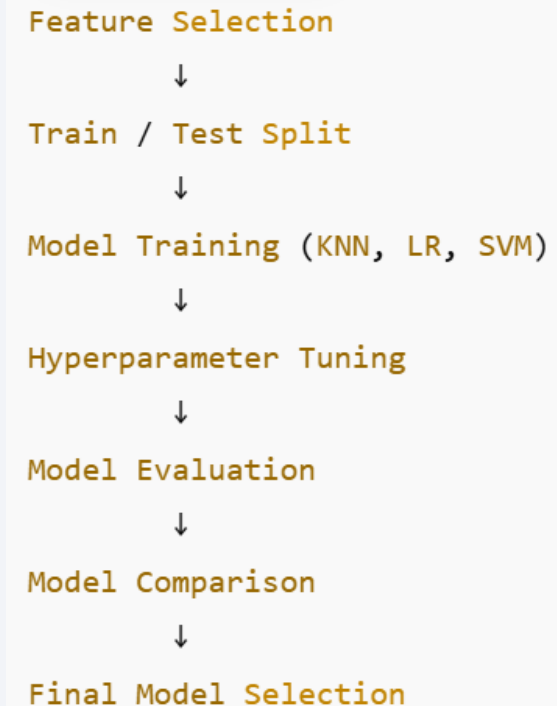 Feature Selection
↓
Train / Test Split
↓
Model Training (KNN, LR, SVM)
↓
Hyperparameter Tuning
↓
Model Evaluation
↓
Model Comparison
↓
Final Model Selection